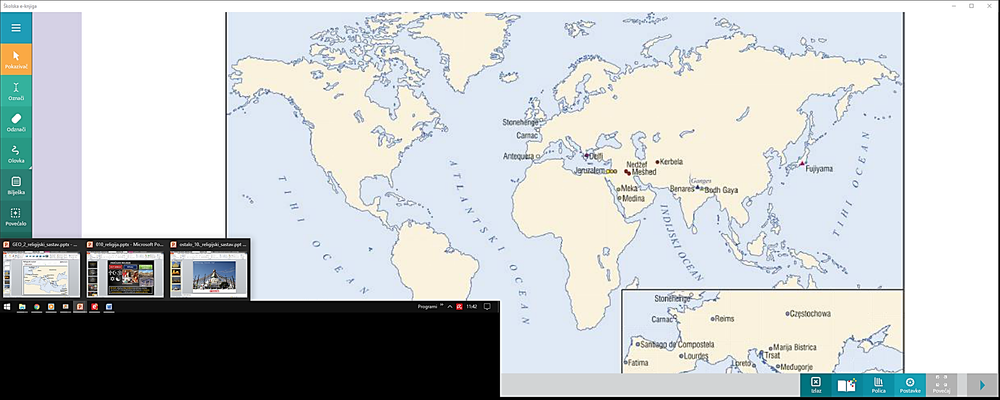 Školska e-knjiga
Pokazivač
Označi
Odznači
Olovka
Bilješka
Povećalo
Stonehenge
Carnac
Antequera
Delfi
Jeruzalem
Nedžef
Mešhed
Kerbela
Meka
Medina
Ganges
Benares
Bodh Gaya
Fujiyama
TIHI OCEAN
ATLANTSKI OCEAN
INDIJSKI OCEAN
TIHI OCEAN
Stonehenge
Carnac
Reims
Częstochowa
Santiago de Compostela
Lourdes
Fatima
Marija Bistrica
Trsat
Loreto
Međugorje
GEO_2_religijski_sastav.pptx - ...
010_religija.pptx - Microsoft Po...
ostalo_10._religijski_sastav.ppt ...
ZNAČAJKE RELIGIJE
Programi
11:42
Izlaz
Polica
Postavke
Povećaj